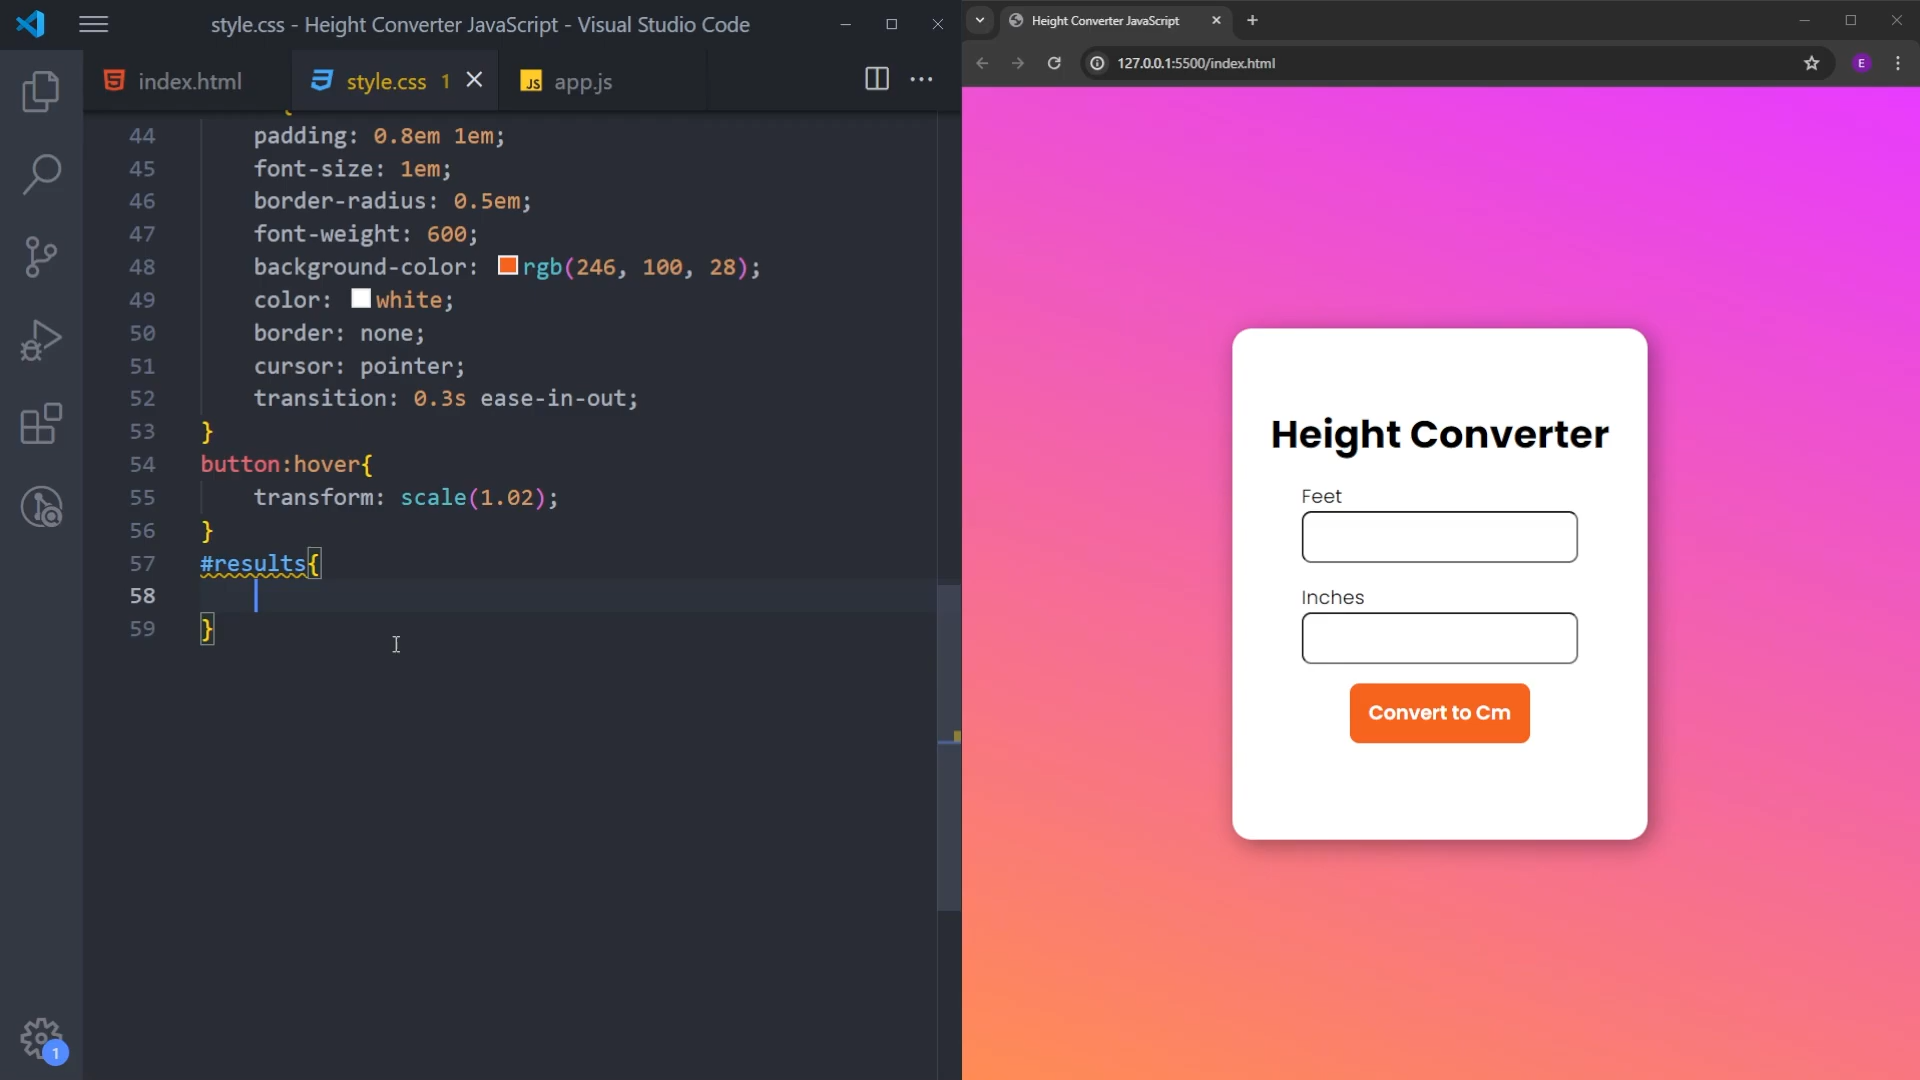 style.css - Height Converter JavaScript - Visual Studio Code
index.html
style.css 1
JS app.js
44 padding: 0.8em 1em;
45 font-size: 1em;
46 border-radius: 0.5em;
47 font-weight: 600;
48 background-color: rgb(246, 100, 28);
49 color: white;
50 border: none;
51 cursor: pointer;
52 transition: 0.3s ease-in-out;
53 }
54 button:hover{
55 transform: scale(1.02);
56 }
57 #results{
58
59 }
1
Height Converter JavaScript
127.0.0.1:5500/index.html
E
Height Converter
Feet
Inches
Convert to Cm